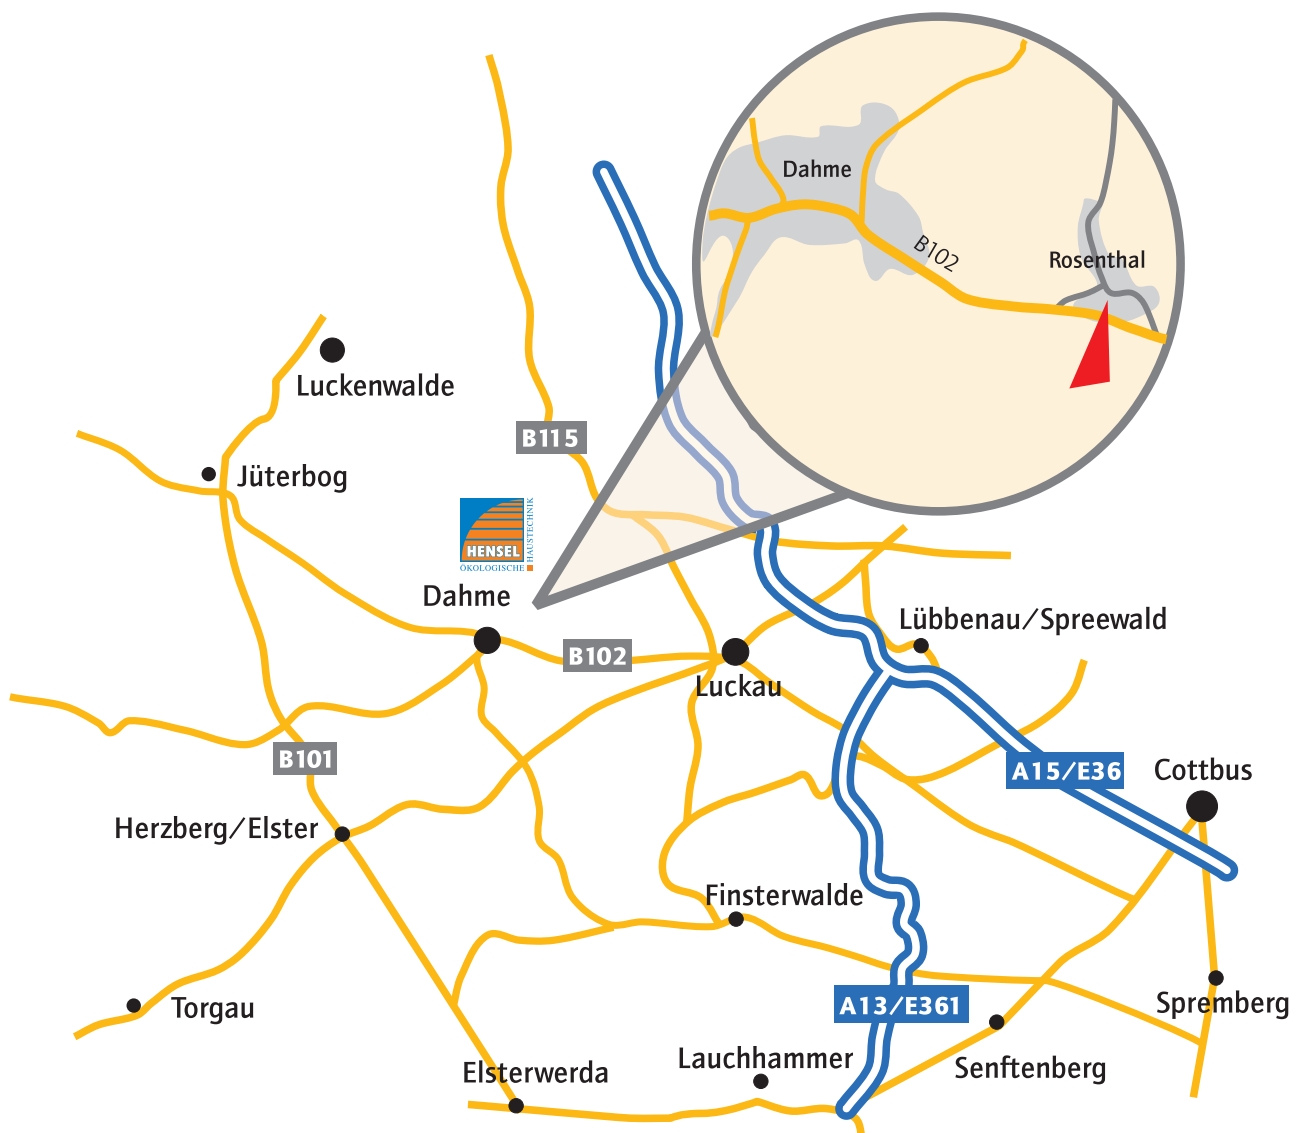 Dahme
B102
Rosenthal
Luckenwalde
B115
Jüterbog
HENSEL
ÖKOLOGISCHE
HAUSTECHNIK
Dahme
Lübbenau/Spreewald
B102
Luckau
B101
A15/E36
Cottbus
Herzberg/Elster
Finsterwalde
Torgau
A13/E361
Spremberg
Lauchhammer
Senftenberg
Elsterwerda